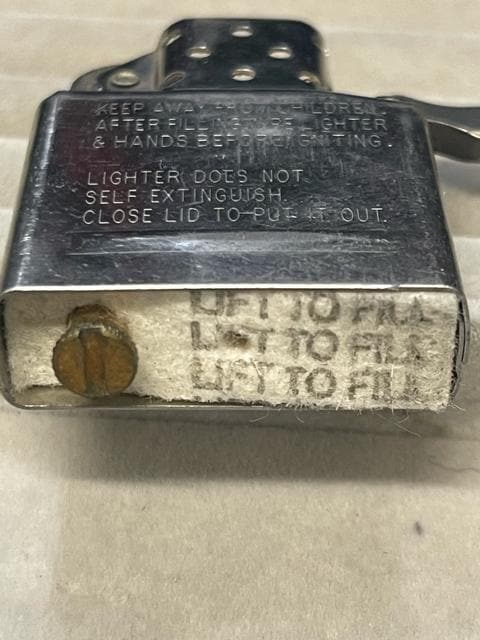 KEEP AWAY FROM CHILDREN.
AFTER FILLING WIPE LIGHTER
& HANDS BEFORE IGNITING.
LIGHTER DOES NOT
SELF EXTINGUISH.
CLOSE LID TO PUT IT OUT.
LIFT TO FILL
LIFT TO FILL
LIFT TO FILL